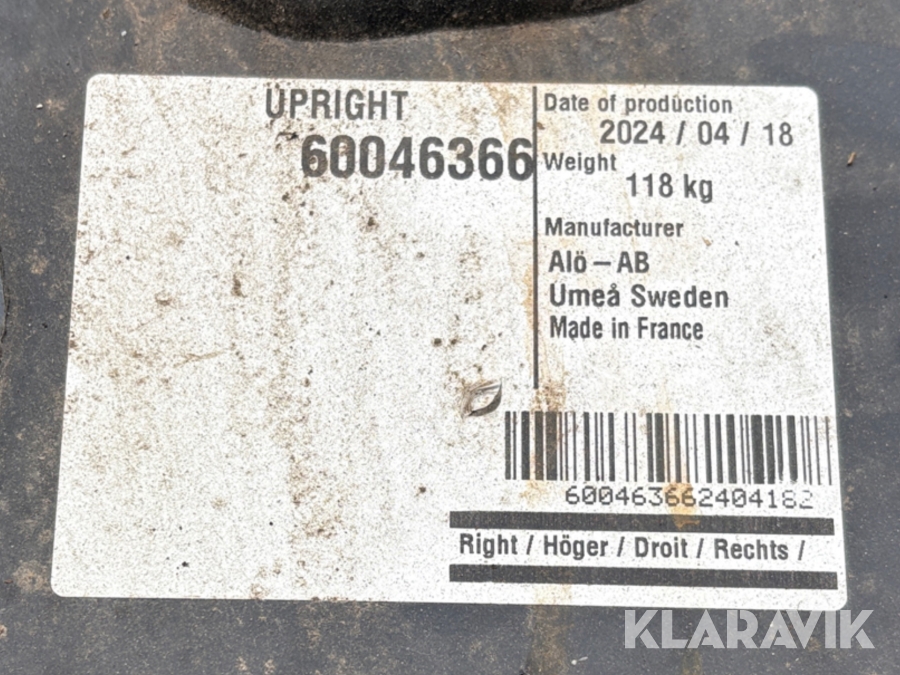 UPRIGHT
60046366
Date of production
2024 / 04 / 18
Weight
118 kg
Manufacturer
Alö – AB
Umeå Sweden
Made in France
600463662404182
Right / Höger / Droit / Rechts /
KLARAVIK